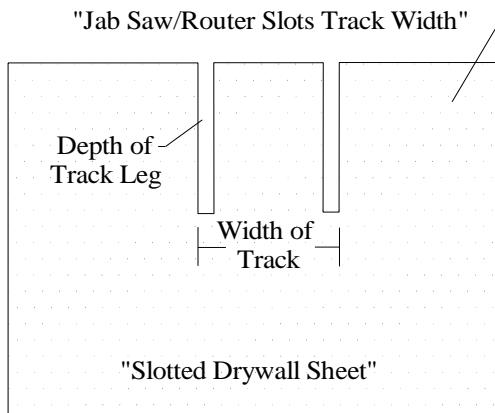 "Jab Saw/Router Slots Track Width"
Depth of
Track Leg
Width of
Track
"Slotted Drywall Sheet"